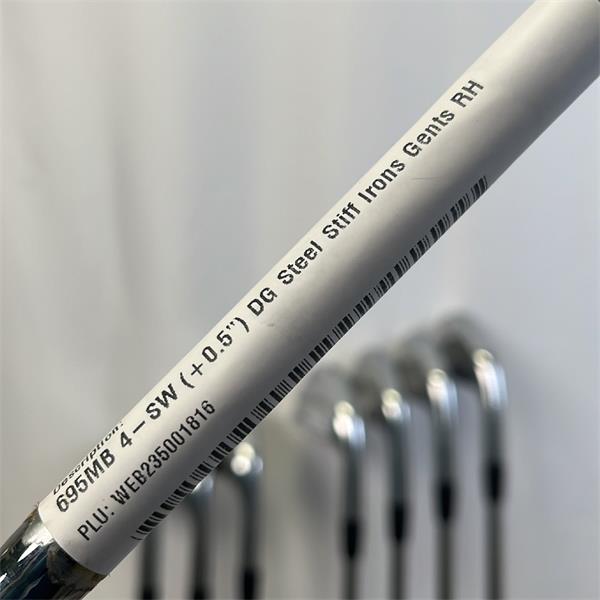 Description:
695MB 4-SW (+0.5") DG Steel Stiff Irons Gents RH
PLU: WEB235001816